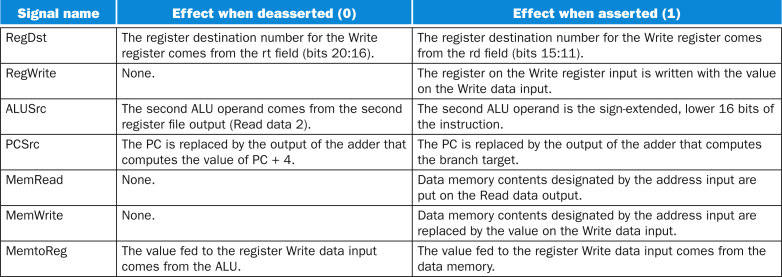 Signal name Effect when deasserted (0) Effect when asserted (1)
RegDst The register destination number for the Write The register destination number for the Write register comes
register comes from the rt field (bits 20:16). from the rd field (bits 15:11).
RegWrite None. The register on the Write register input is written with the value
on the Write data input.
ALUSrc The second ALU operand comes from the second The second ALU operand is the sign-extended, lower 16 bits of
register file output (Read data 2). the instruction.
PCSrc The PC is replaced by the output of the adder that The PC is replaced by the output of the adder that computes
computes the value of PC + 4. the branch target.
MemRead None. Data memory contents designated by the address input are
put on the Read data output.
MemWrite None. Data memory contents designated by the address input are
replaced by the value on the Write data input.
MemtoReg The value fed to the register Write data input The value fed to the register Write data input comes from the
comes from the ALU. data memory.